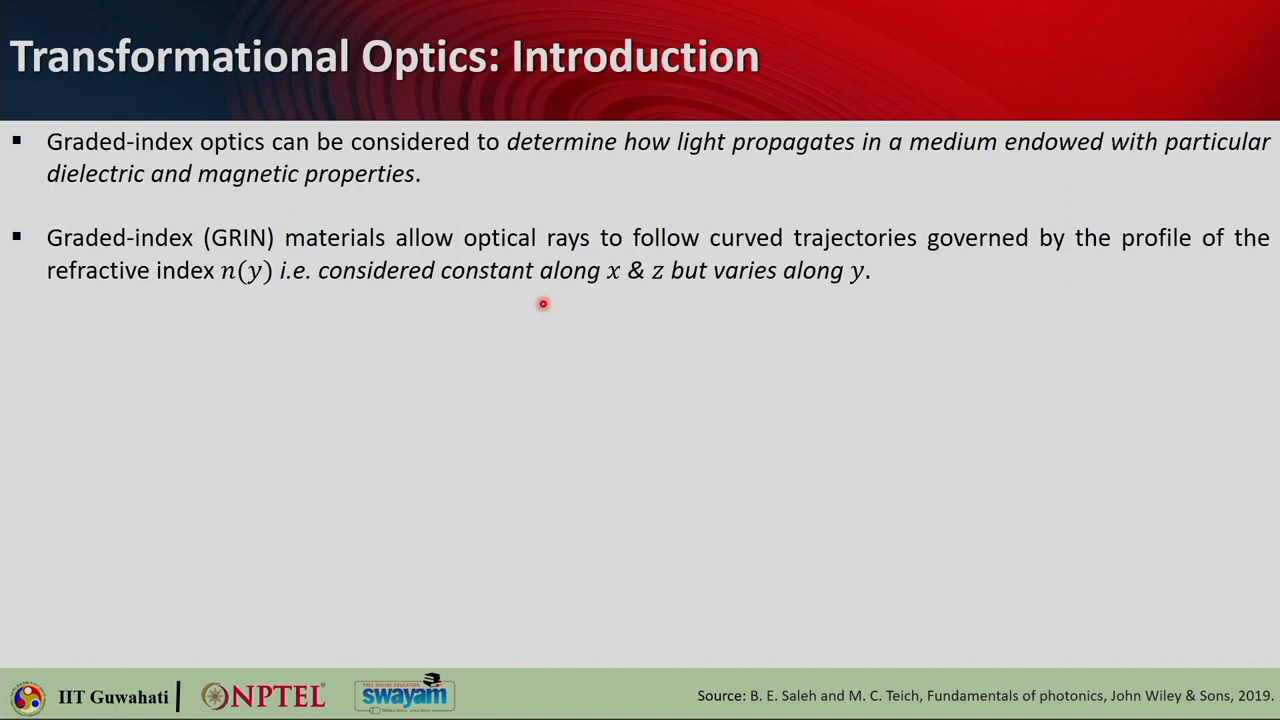 Transformational Optics: Introduction
▪ Graded-index optics can be considered to determine how light propagates in a medium endowed with particular
dielectric and magnetic properties.
▪ Graded-index (GRIN) materials allow optical rays to follow curved trajectories governed by the profile of the
refractive index n(y) i.e. considered constant along x & z but varies along y.
IIT Guwahati
NPTEL
FREE ONLINE EDUCATION
swayam
Source: B. E. Saleh and M. C. Teich, Fundamentals of photonics, John Wiley & Sons, 2019.